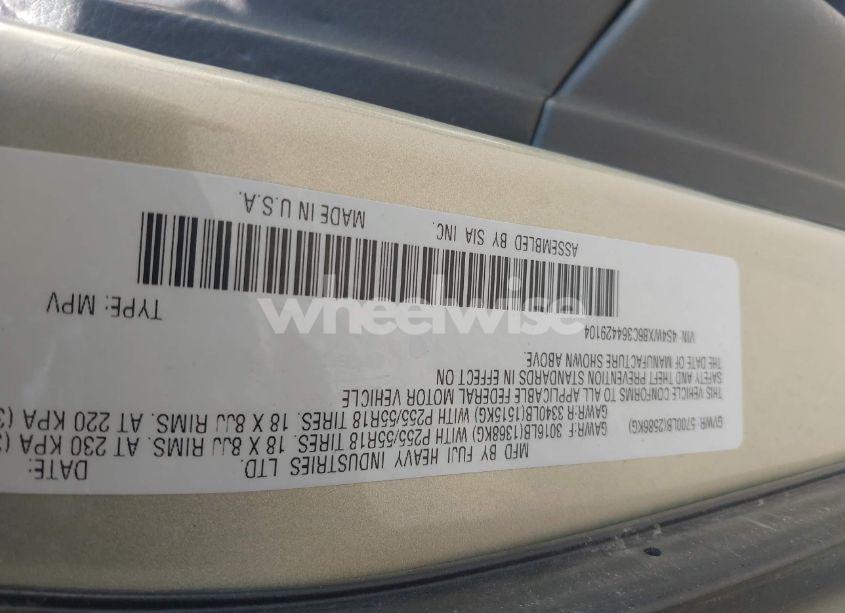 MFD BY FUJI HEAVY INDUSTRIES LTD. DATE:
GVWR: 5700LB(2586KG) GAWR:F 3016LB(1368KG) WITH P255/55R18 TIRES. 18 X 8JJ RIMS. AT 230 KPA (3
GAWR:R 3340LB(1515KG) WITH P255/55R18 TIRES. 18 X 8JJ RIMS. AT 220 KPA (3
THIS VEHICLE CONFORMS TO ALL APPLICABLE FEDERAL MOTOR VEHICLE
SAFETY AND THEFT PREVENTION STANDARDS IN EFFECT ON
THE DATE OF MANUFACTURE SHOWN ABOVE.
VIN 4S4WX86C364429104 TYPE: MPV
ASSEMBLED BY SIA INC. MADE IN U.S.A.
wheelwise